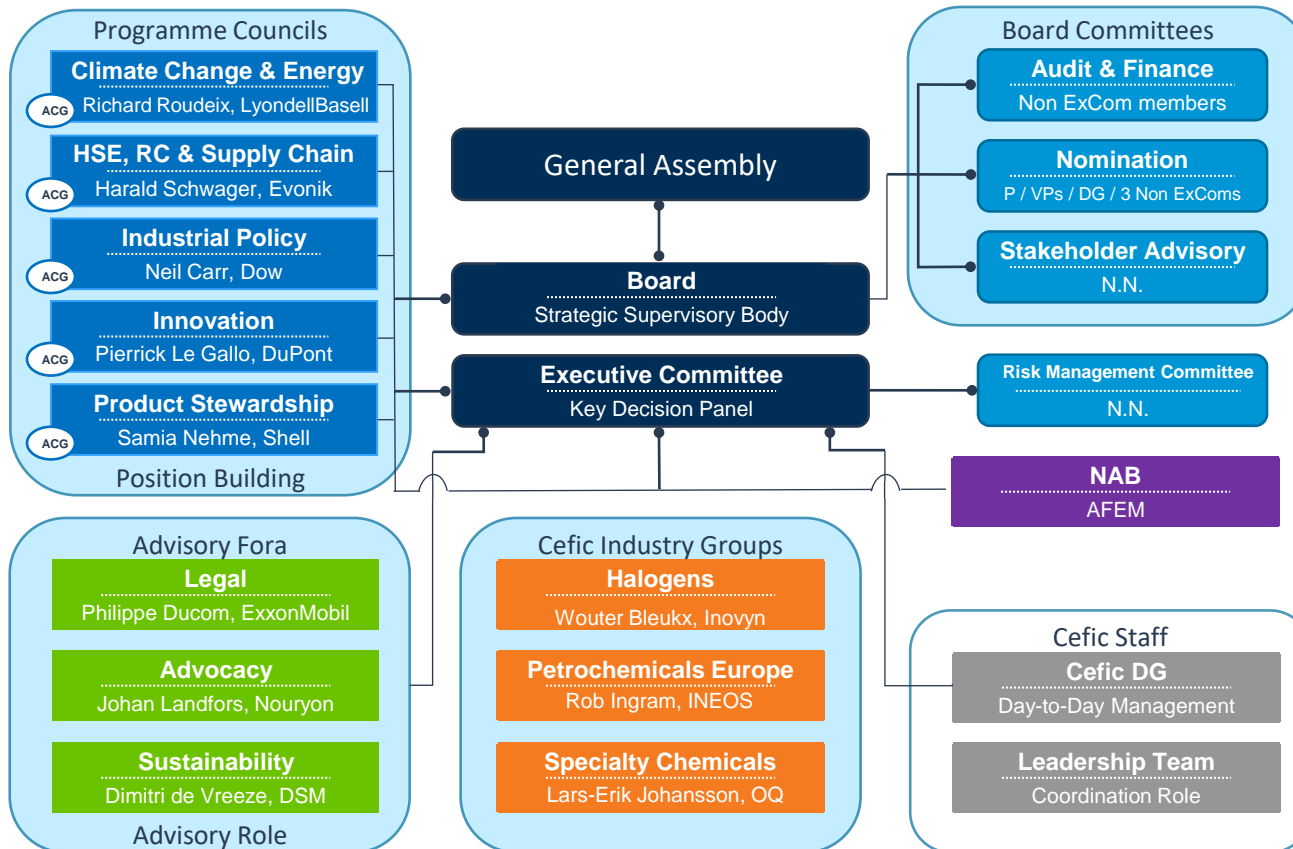 Programme Councils
Climate Change & Energy
ACG
Richard Roudeix, LyondellBasell
HSE, RC & Supply Chain
ACG
Harald Schwager, Evonik
Industrial Policy
ACG
Neil Carr, Dow
Innovation
ACG
Pierrick Le Gallo, DuPont
Product Stewardship
ACG
Samia Nehme, Shell
Position Building
General Assembly
Board
Strategic Supervisory Body
Executive Committee
Key Decision Panel
Board Committees
Audit & Finance
Non ExCom members
Nomination
P / VPs / DG / 3 Non ExComs
Stakeholder Advisory
N.N.
Risk Management Committee
N.N.
NAB
AFEM
Advisory Fora
Legal
Philippe Ducom, ExxonMobil
Advocacy
Johan Landfors, Nouryon
Sustainability
Dimitri de Vreeze, DSM
Advisory Role
Cefic Industry Groups
Halogens
Wouter Bleukx, Inovyn
Petrochemicals Europe
Rob Ingram, INEOS
Specialty Chemicals
Lars-Erik Johansson, OQ
Cefic Staff
Cefic DG
Day-to-Day Management
Leadership Team
Coordination Role